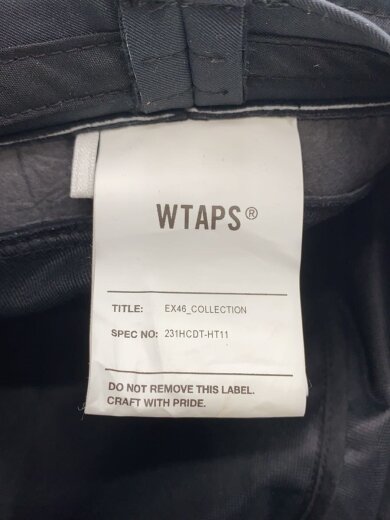 WTAPS®
TITLE: EX46_COLLECTION
SPEC NO: 231HCDT-HT11
DO NOT REMOVE THIS LABEL.
CRAFT WITH PRIDE.